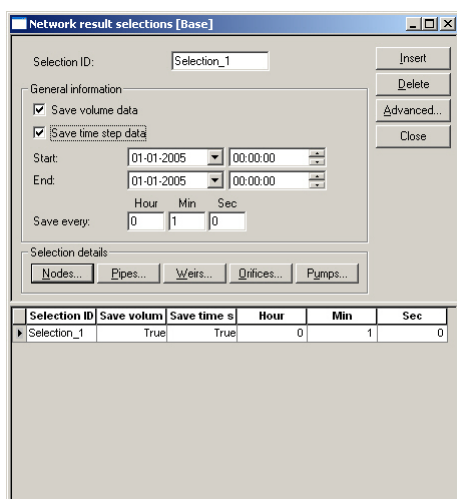 Network result selections [Base]
Selection ID: Selection_1
Insert
Delete
Advanced...
Close
General information
Save volume data
Save time step data
Start: 01-01-2005 00:00:00
End: 01-01-2005 00:00:00
Hour Min Sec
Save every: 0 1 0
Selection details
Nodes... Pipes... Weirs... Orifices... Pumps...
Selection ID Save volum Save time s Hour Min Sec
Selection_1 True True 0 1 0